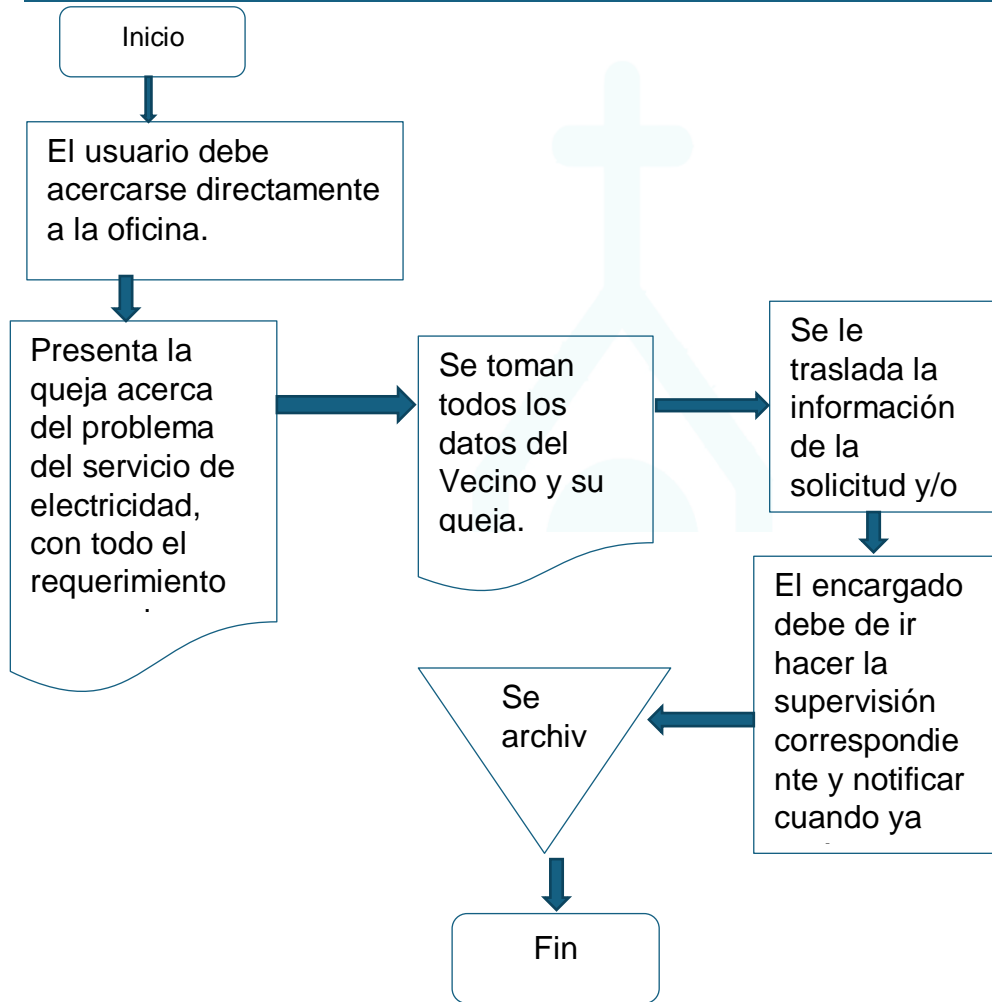 Inicio
El usuario debe
acercarse directamente
a la oficina.
Presenta la
queja acerca
del problema
del servicio de
electricidad,
con todo el
requerimiento
Se toman
todos los
datos del
Vecino y su
queja.
Se le
traslada la
información
de la
solicitud y/o
El encargado
debe de ir
hacer la
supervisión
correspondie
nte y notificar
cuando ya
Se
archiv
Fin